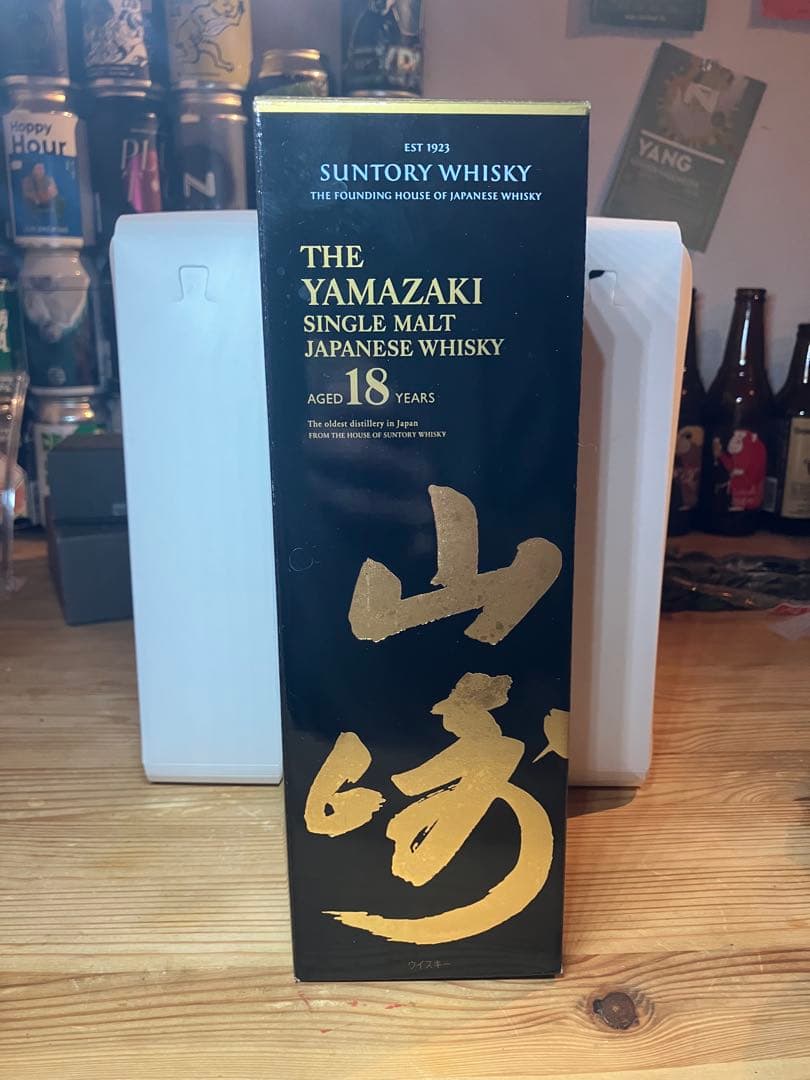 EST 1923
SUNTORY WHISKY
THE FOUNDING HOUSE OF JAPANESE WHISKY
THE
YAMAZAKI
SINGLE MALT
JAPANESE WHISKY
AGED 18 YEARS
The oldest distillery in Japan
FROM THE HOUSE OF SUNTORY WHISKY
山
崎
ウイスキー
Hoppy
Hour
N
YANG